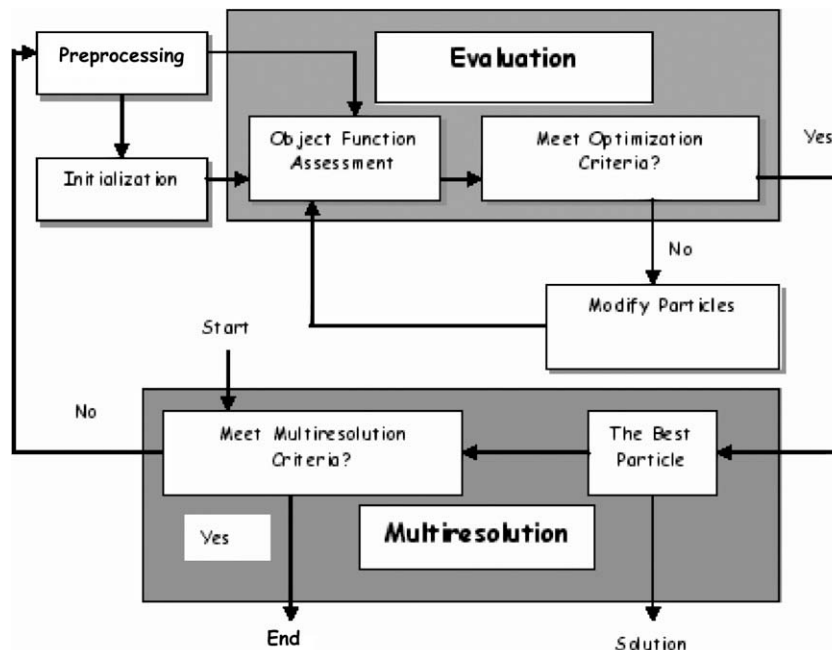 Preprocessing
Evaluation
Object Function
Assessment
Meet Optimization
Criteria?
Yes
Initialization
No
Modify Particles
Start
No
Meet Multiresolution
Criteria?
The Best
Particle
Yes
Multiresolution
End
Solution